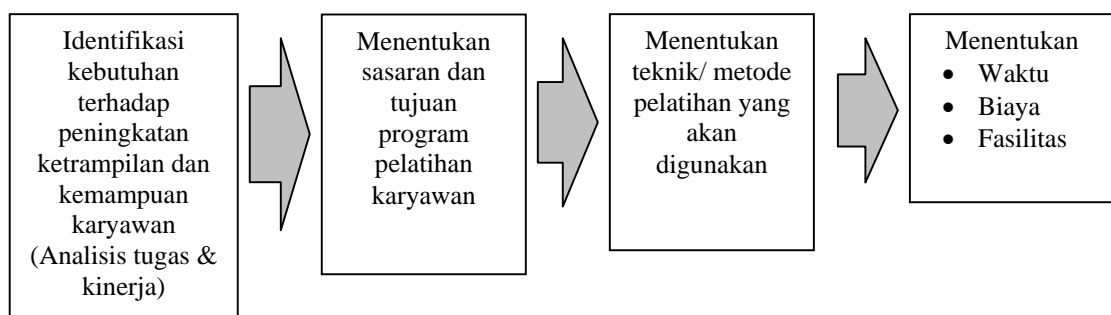 Identifikasi
kebutuhan
terhadap
peningkatan
ketrampilan dan
kemampuan
karyawan
(Analisis tugas &
kinerja)
Menentukan
sasaran dan
tujuan
program
pelatihan
karyawan
Menentukan
teknik/ metode
pelatihan yang
akan
digunakan
Menentukan
• Waktu
• Biaya
• Fasilitas